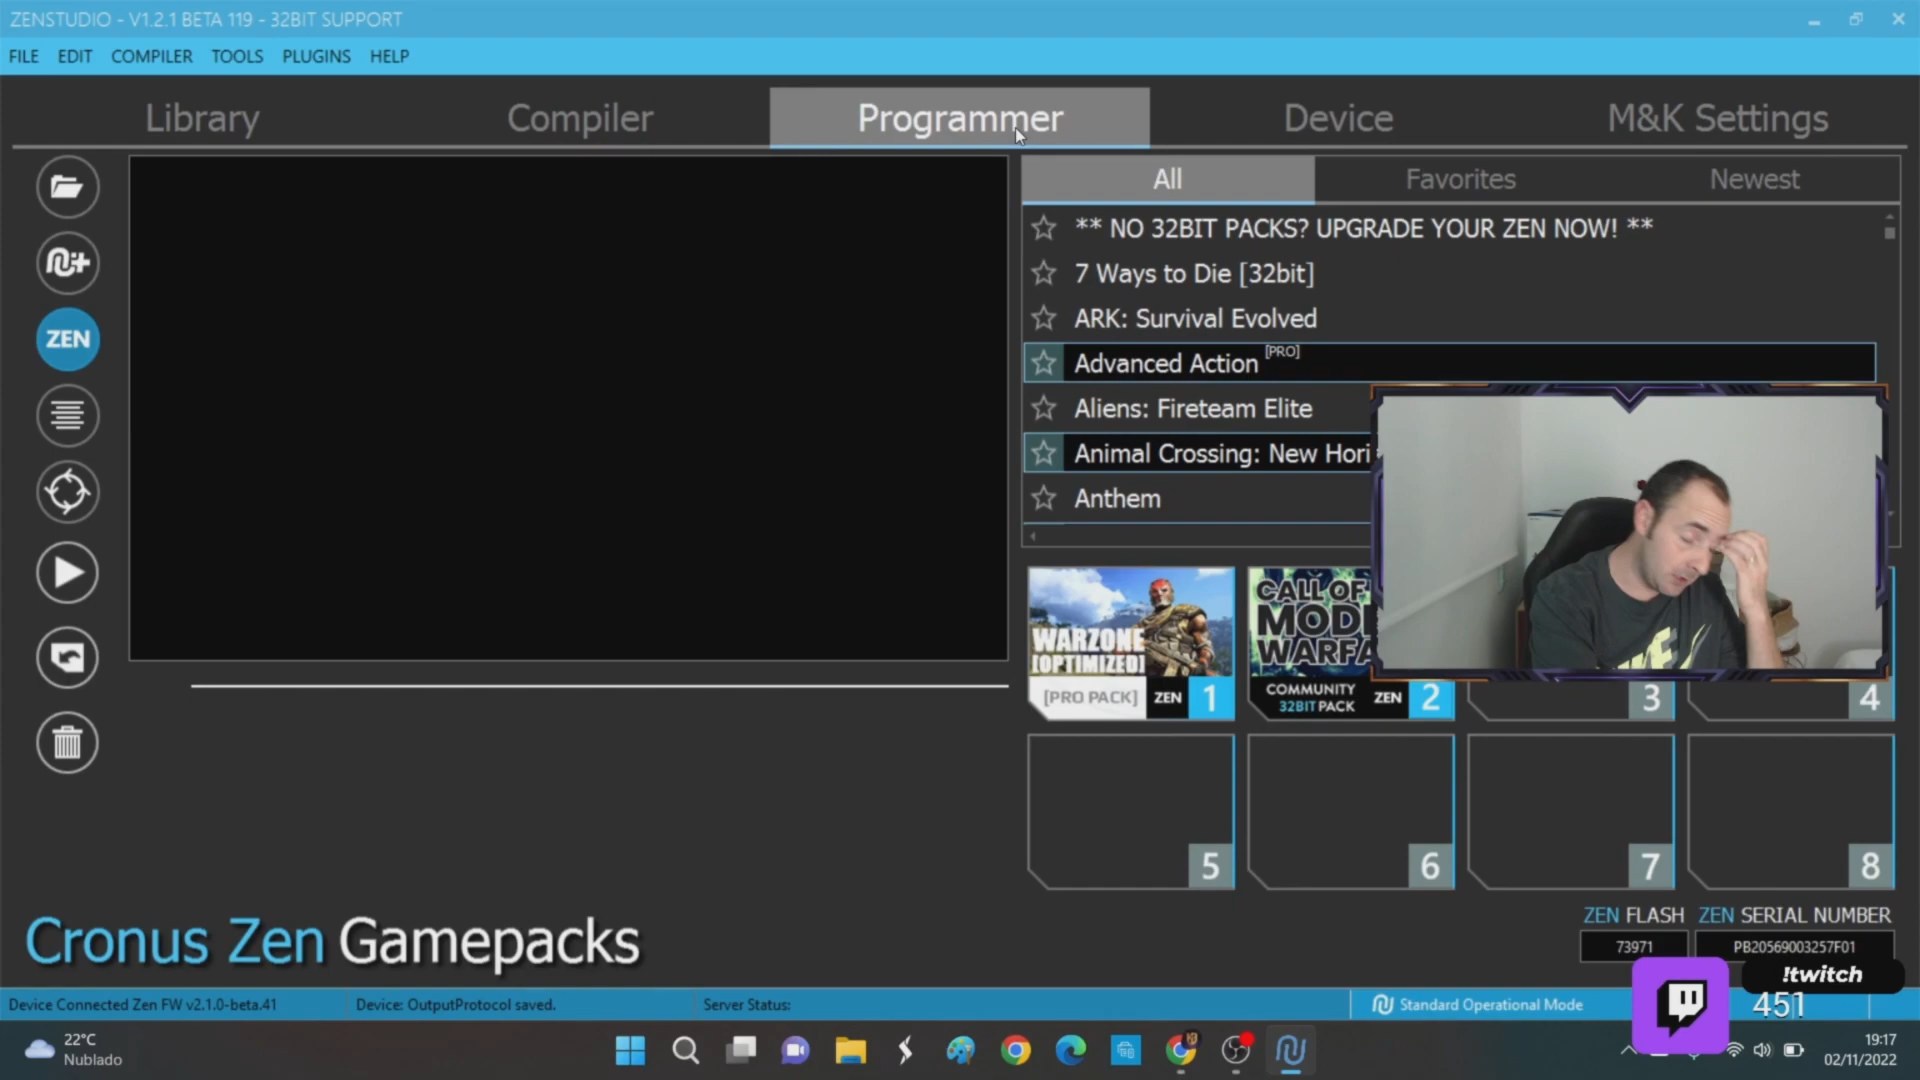 ZENSTUDIO - V1.2.1 BETA 119 - 32BIT SUPPORT
FILE EDIT COMPILER TOOLS PLUGINS HELP
Library Compiler Programmer Device M&K Settings
All Favorites Newest
** NO 32BIT PACKS? UPGRADE YOUR ZEN NOW! **
7 Ways to Die [32bit]
ARK: Survival Evolved
Advanced Action [PRO]
Aliens: Fireteam Elite
Animal Crossing: New Hori
Anthem
ZEN
WARZONE
[OPTIMIZED]
[PRO PACK] ZEN 1
CALL OF
MOD
WARFA
COMMUNITY
32BIT PACK
ZEN 2
3
4
5
6
7
8
Cronus Zen Gamepacks
ZEN FLASH ZEN SERIAL NUMBER
73971 PB20569003257F01
!twitch
451
Device Connected Zen FW v2.1.0-beta.41 Device: OutputProtocol saved. Server Status: Standard Operational Mode
22°C
Nublado
19:17
02/11/2022